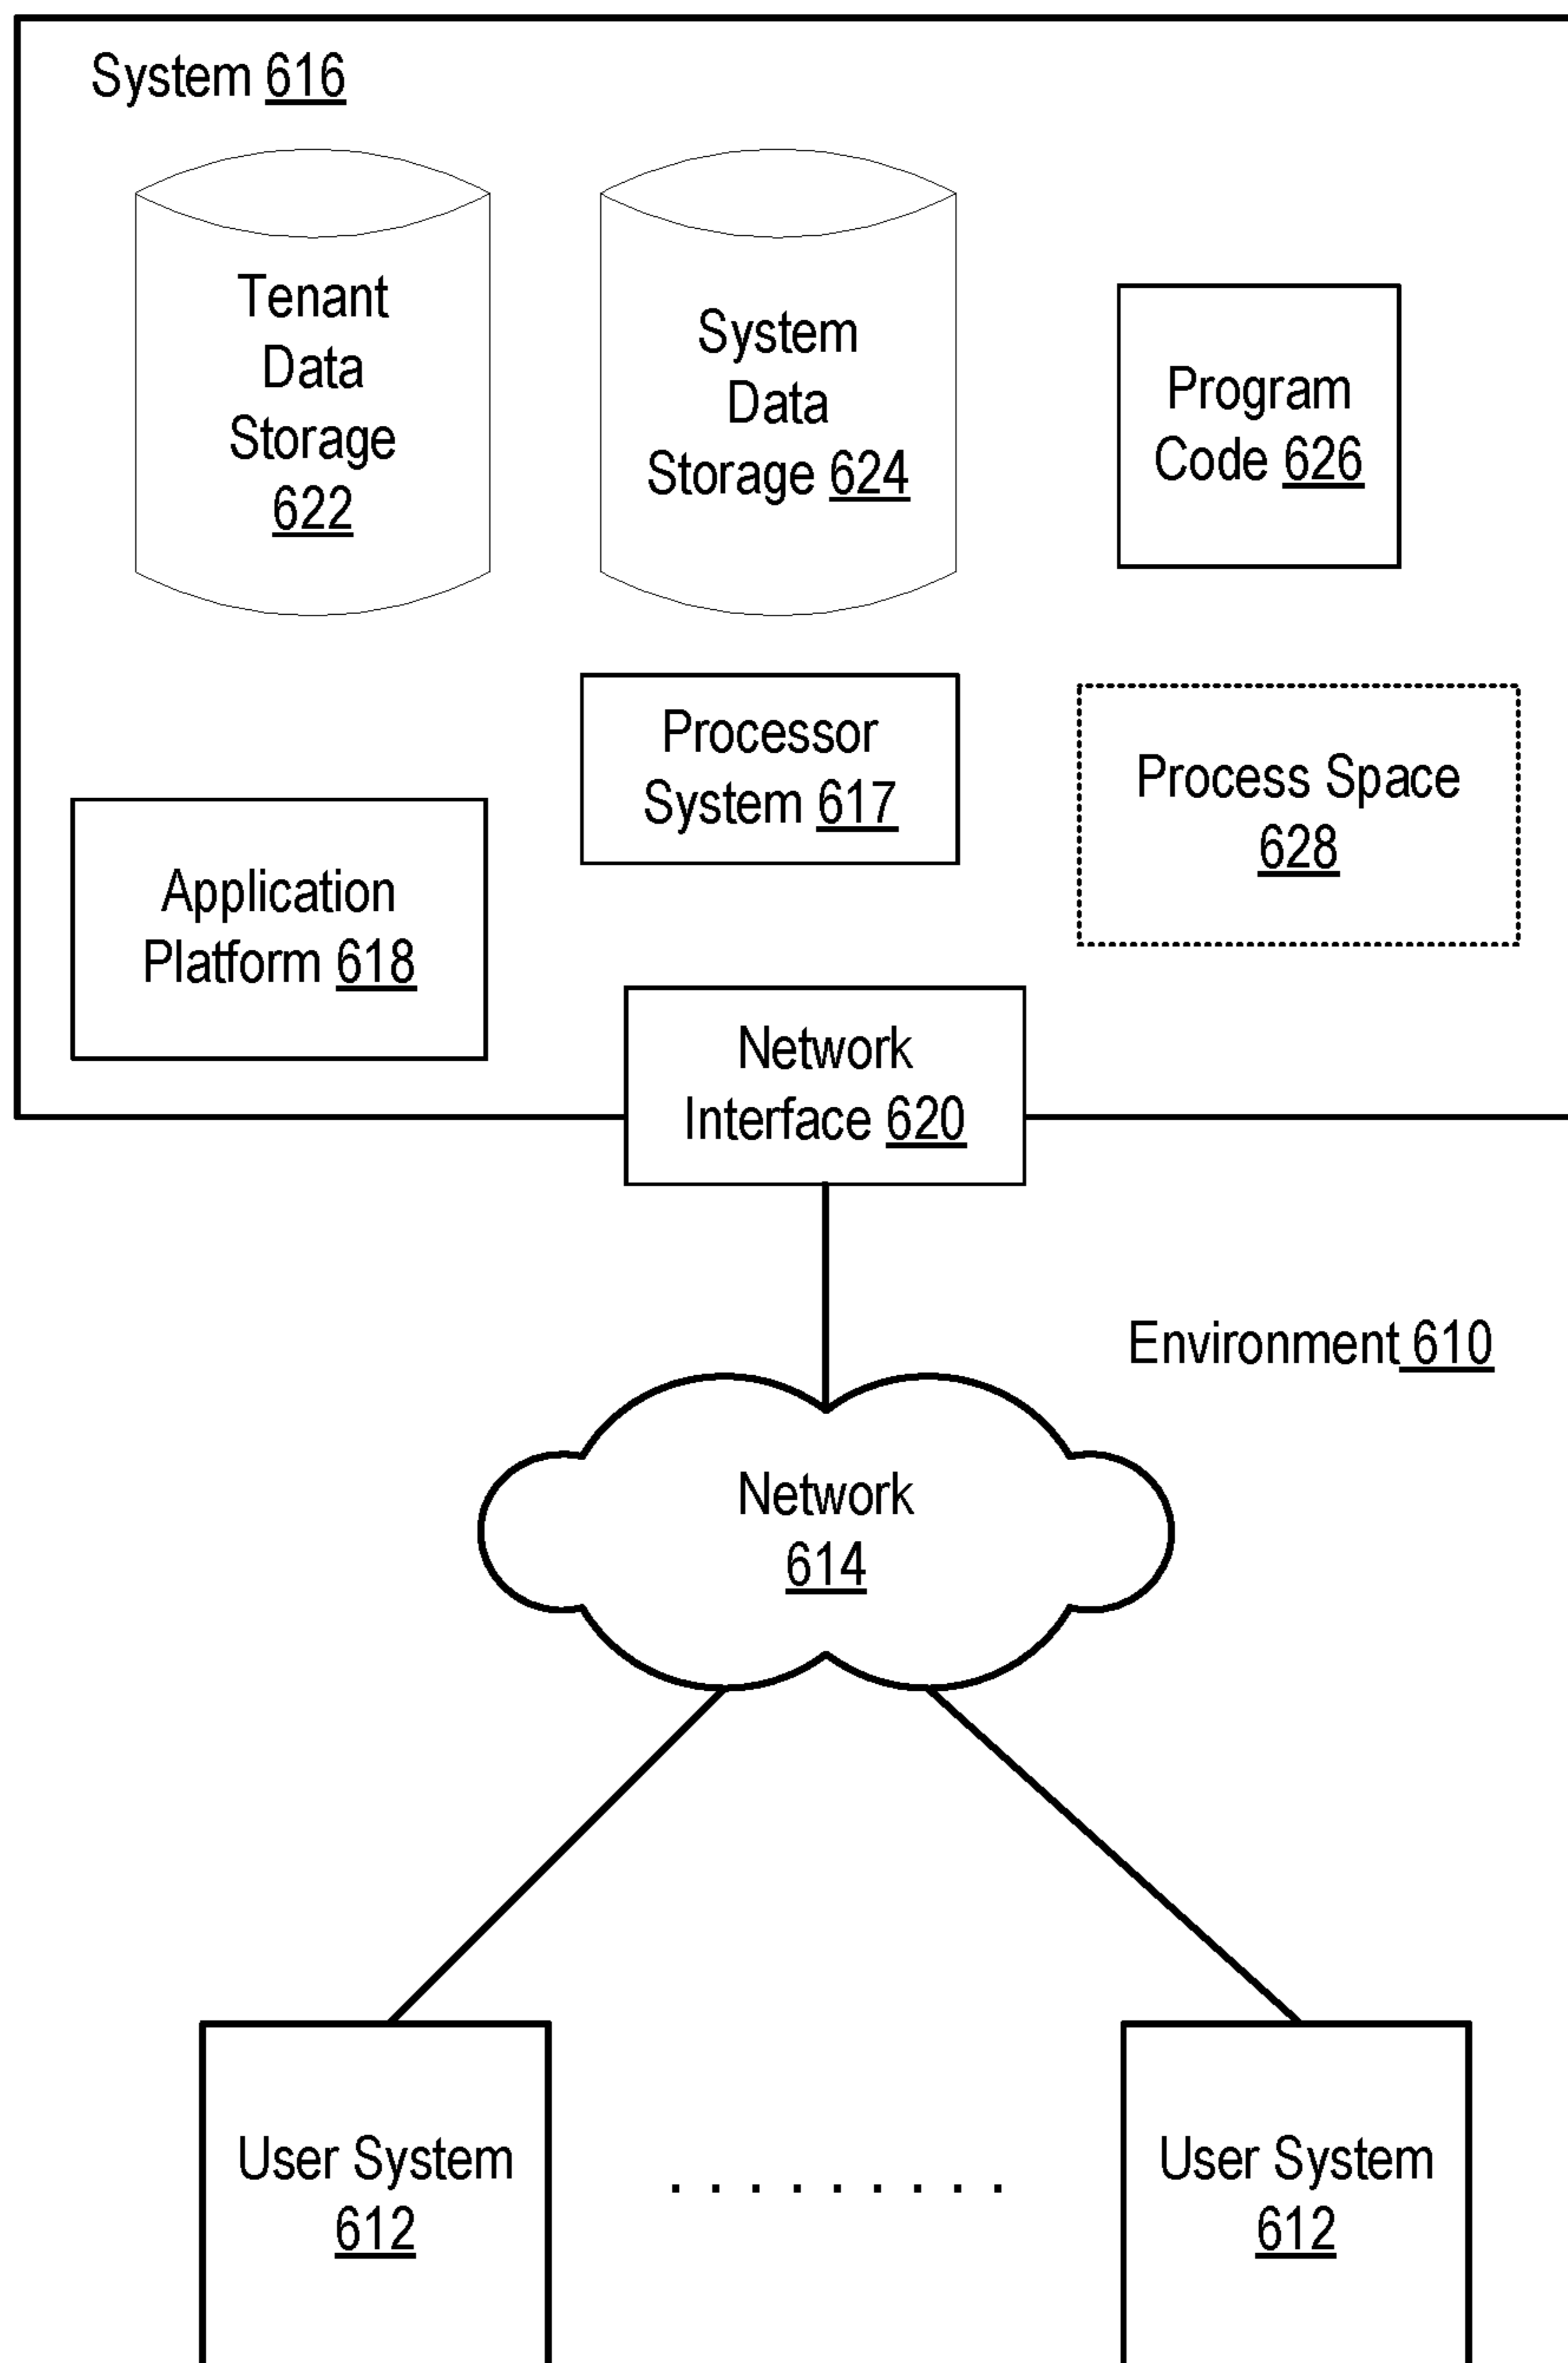 System 616
Tenant
Data
Storage
622
System
Data
Storage 624
Program
Code 626
Processor
System 617
Process Space
628
Application
Platform 618
Network
Interface 620
Environment 610
Network
614
User System
612
. . . . . . . . .
User System
612